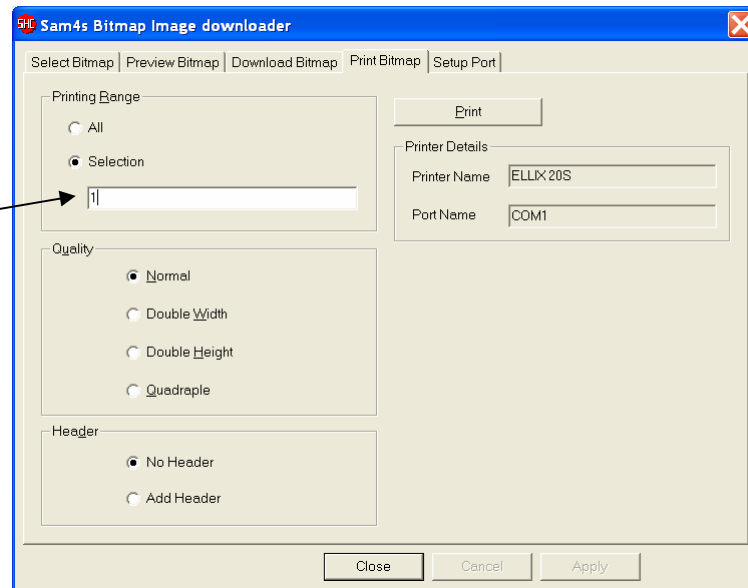 SHC Sam4s Bitmap Image downloader
Select Bitmap Preview Bitmap Download Bitmap Print Bitmap Setup Port
Printing Range
All
Selection
1
Quality
Normal
Double Width
Double Height
Quadraple
Header
No Header
Add Header
Print
Printer Details
Printer Name ELLIX 20S
Port Name COM1
Close Cancel Apply